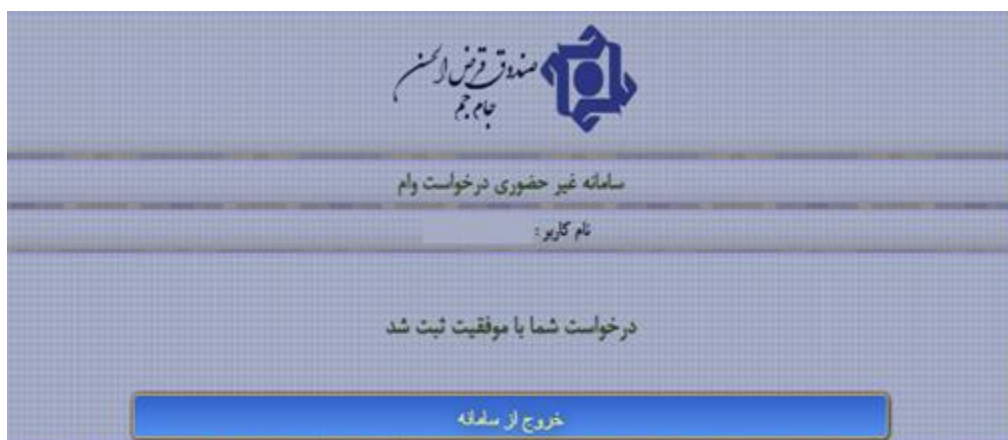 صندوق قرض الحسن
جام جم
سامانه غیر حضوری درخواست وام
نام کاربر :
درخواست شما با موفقیت ثبت شد
خروج از سامانه